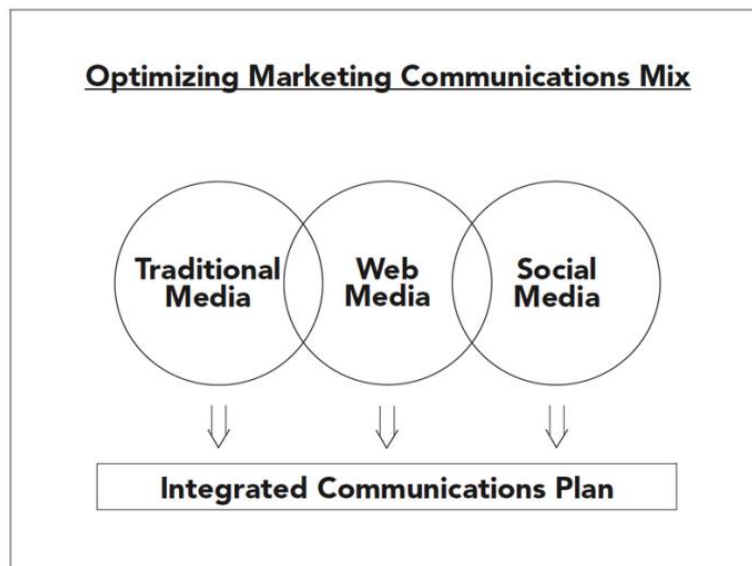 Optimizing Marketing Communications Mix
Traditional
Media
Web
Media
Social
Media
Integrated Communications Plan